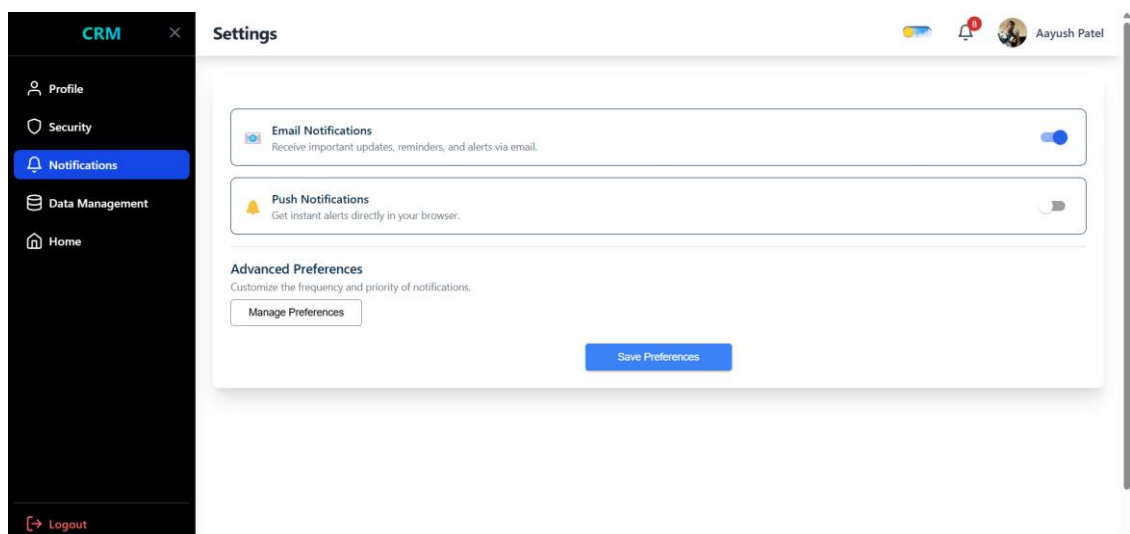 CRM
Settings
8
Aayush Patel
Profile
Security
Notifications
Data Management
Home
Logout
Email Notifications
Receive important updates, reminders, and alerts via email.
Push Notifications
Get instant alerts directly in your browser.
Advanced Preferences
Customize the frequency and priority of notifications.
Manage Preferences
Save Preferences